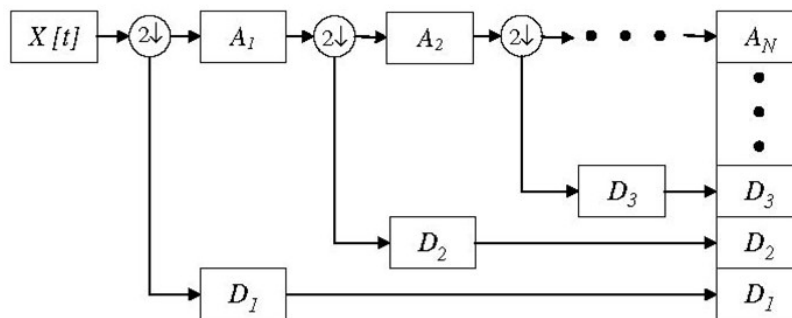 X [t] 2↓ A1 2↓ A2 2↓ • • • AN
•
•
•
D3 D3
D2 D2
D1 D1